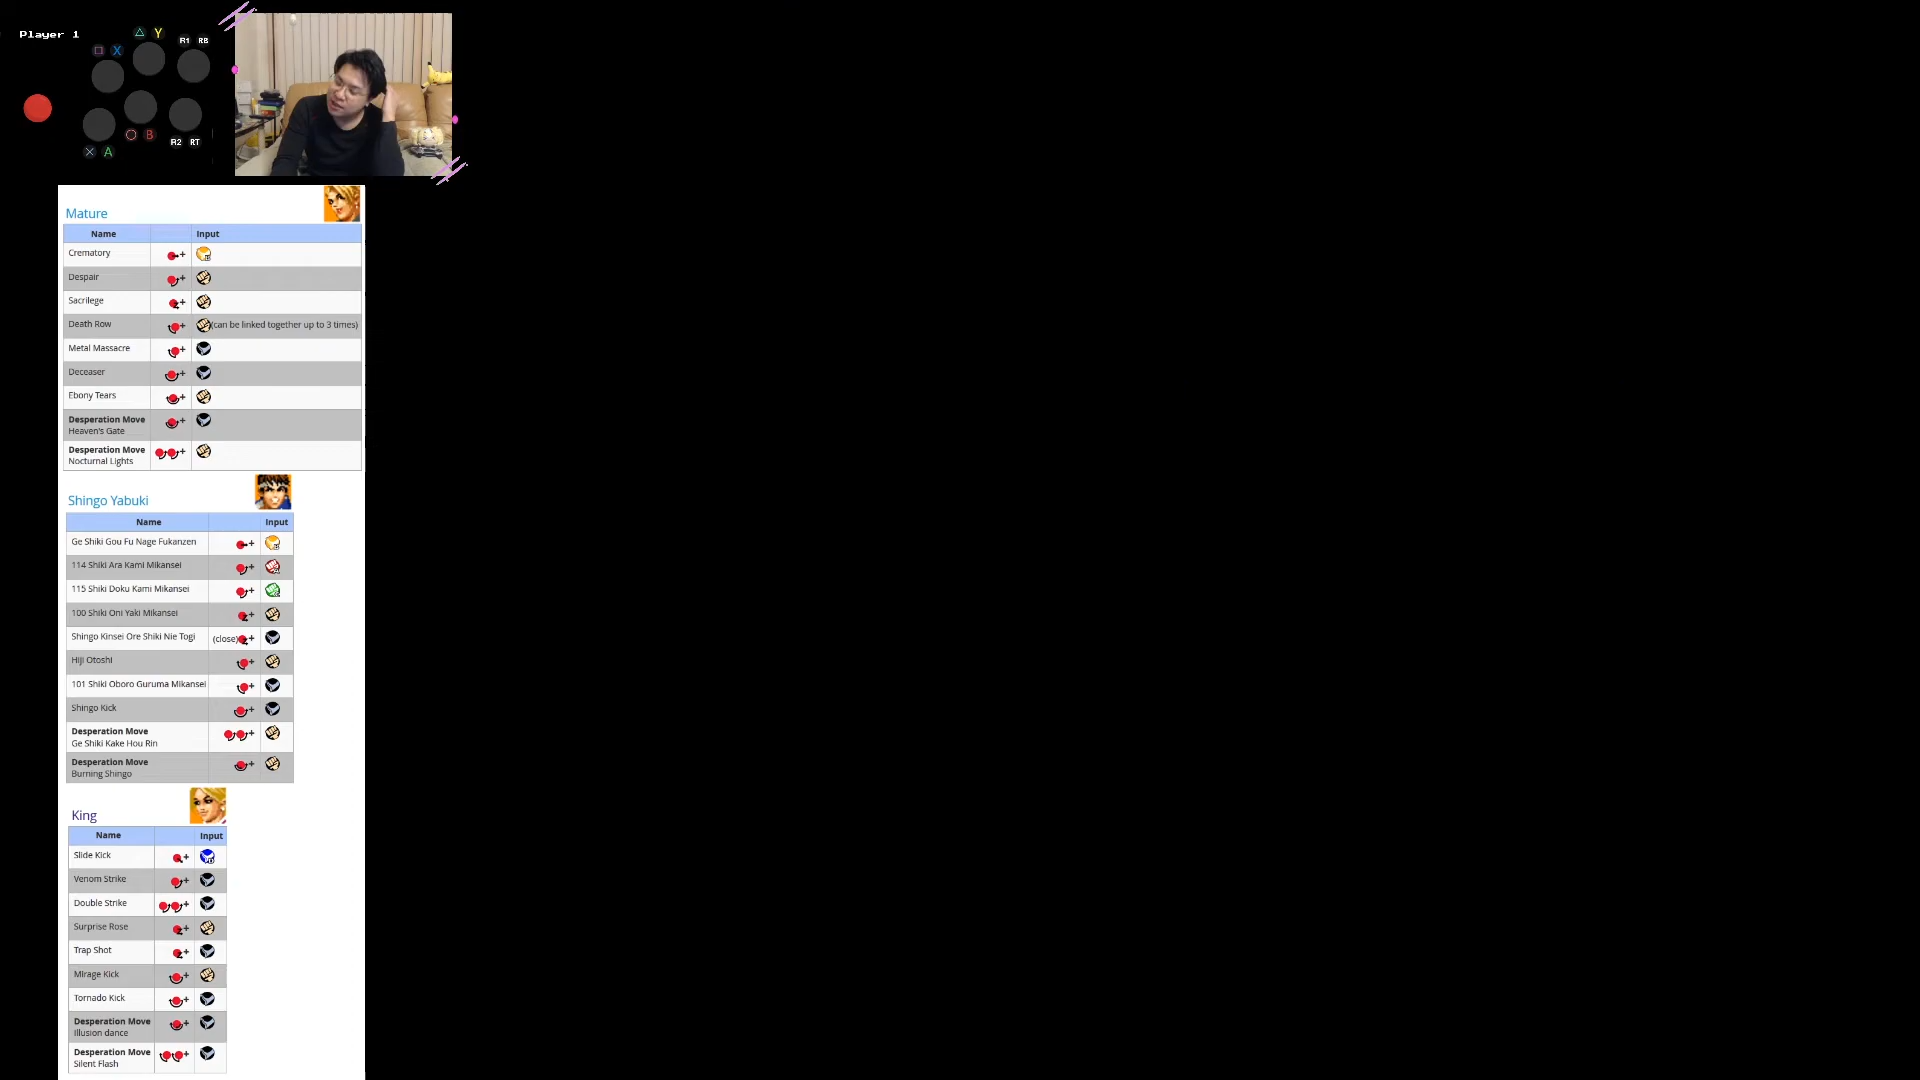 Player 1
△ Y
R1 RB
□ X
○ B
R2 RT
X A
Mature
Name Input
Crematory +
Despair +
Sacrilege +
Death Row + (can be linked together up to 3 times)
Metal Massacre +
Deceaser +
Ebony Tears +
Desperation Move +
Heaven's Gate
Desperation Move +
Nocturnal Lights
Shingo Yabuki
Name Input
Ge Shiki Gou Fu Nage Fukanzen +
114 Shiki Ara Kami Mikansei +
115 Shiki Doku Kami Mikansei +
100 Shiki Oni Yaki Mikansei +
Shingo Kinsei Ore Shiki Nie Togi (close) +
Hiji Otoshi +
101 Shiki Oboro Guruma Mikansei +
Shingo Kick +
Desperation Move +
Ge Shiki Kake Hou Rin
Desperation Move +
Burning Shingo
King
Name Input
Slide Kick +
Venom Strike +
Double Strike +
Surprise Rose +
Trap Shot +
Mirage Kick +
Tornado Kick +
Desperation Move +
Illusion dance
Desperation Move +
Silent Flash